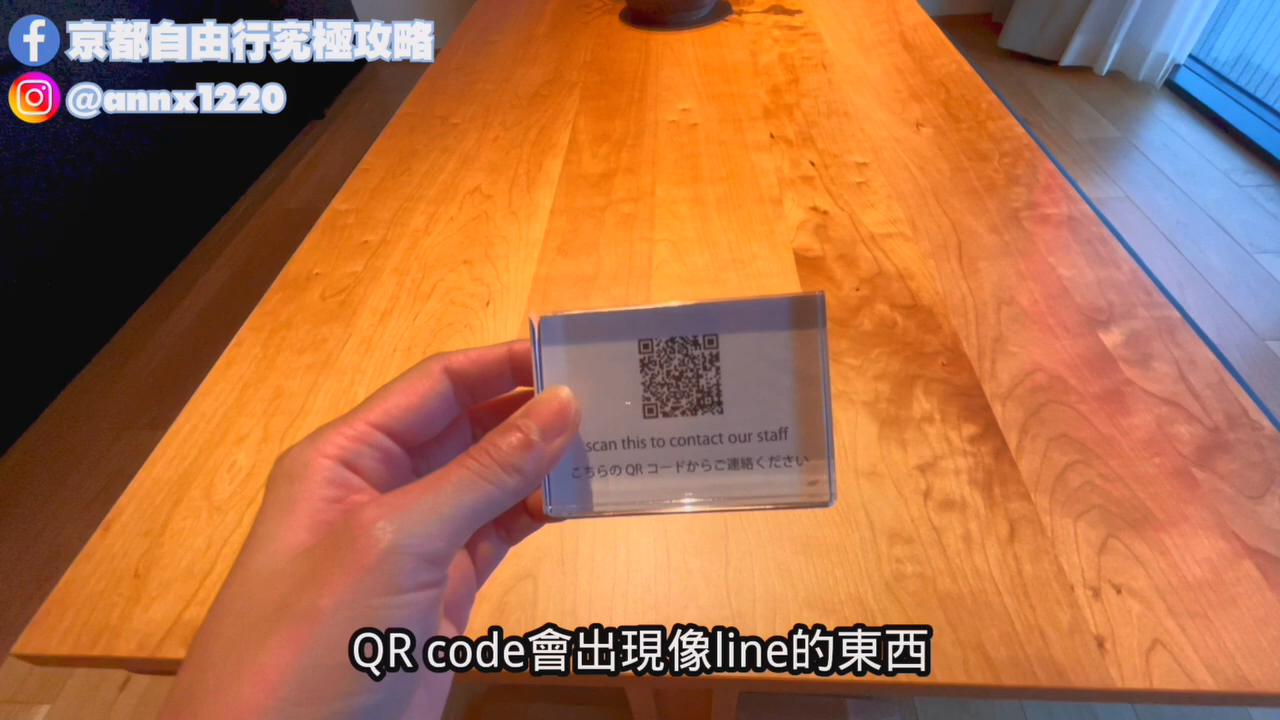 京都自由行究極攻略
@annx1220
scan this to contact our staff
こちらのQRコードからご連絡ください
QR code會出現像line的東西